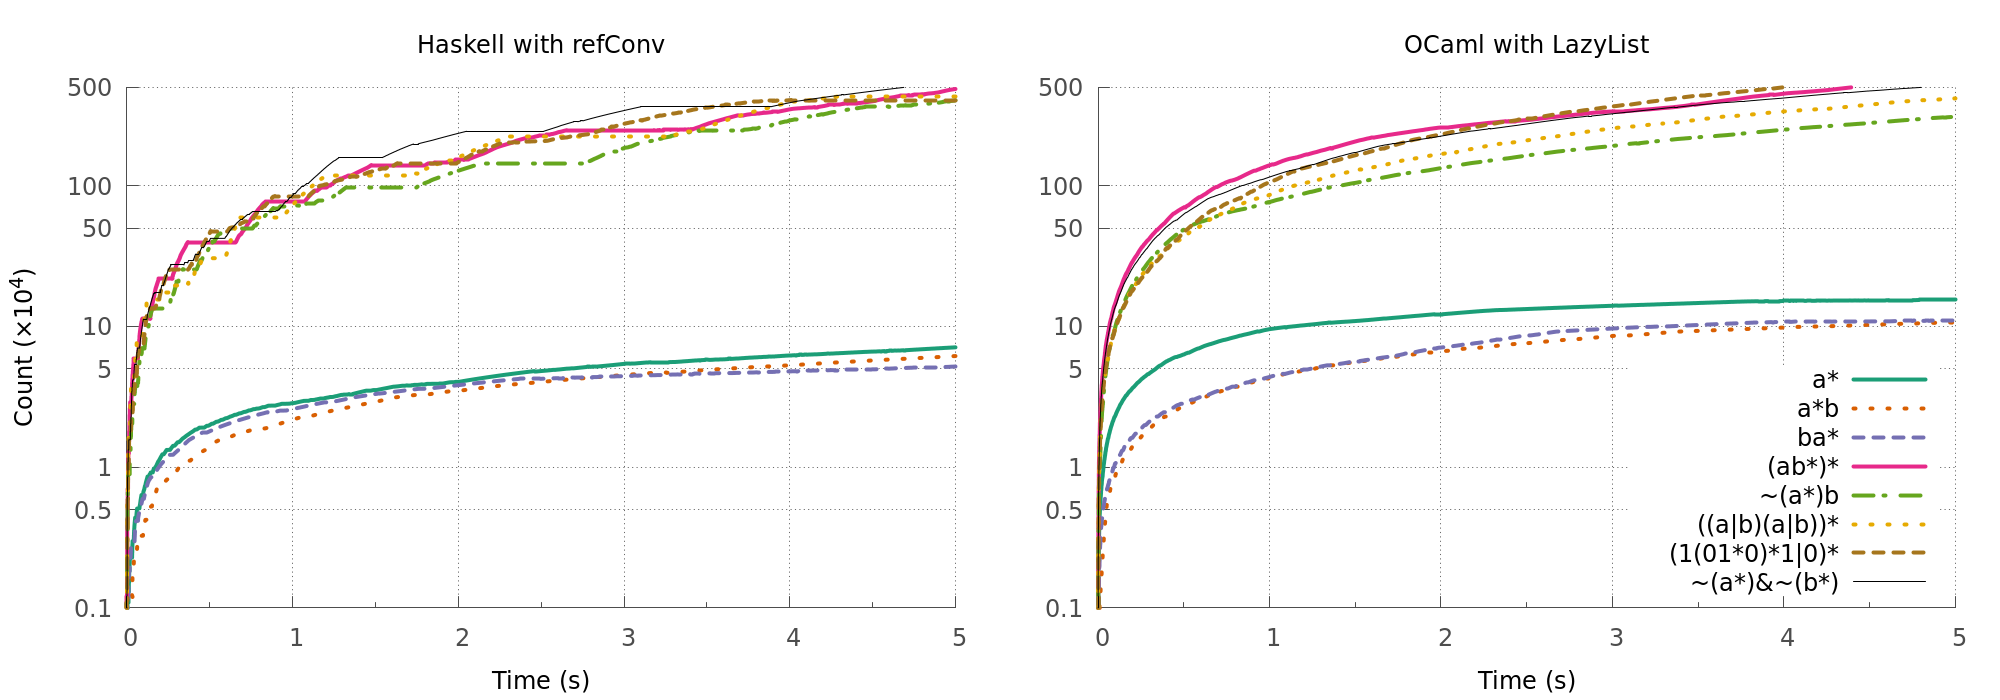 Haskell with refConv
Count (×10⁴)
500
100
50
10
5
1
0.5
0.1
0 1 2 3 4 5
Time (s)
OCaml with LazyList
500
100
50
10
5
1
0.5
0.1
a*
a*b
ba*
(ab*)*
~(a*)b
((a|b)(a|b))*
(1(01*0)*1|0)*
~(a*)&~(b*)
0 1 2 3 4 5
Time (s)